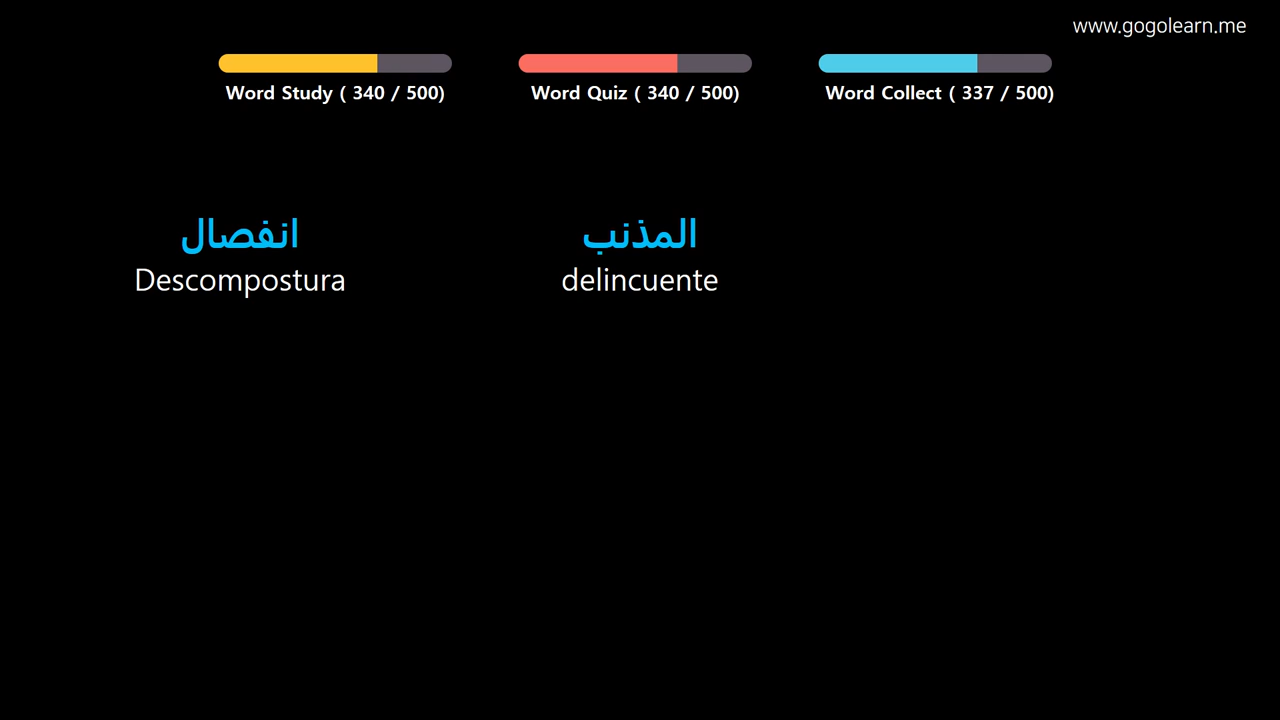 www.gogolearn.me
Word Study ( 340 / 500)
Word Quiz ( 340 / 500)
Word Collect ( 337 / 500)
انفصال
Descompostura
المذنب
delincuente